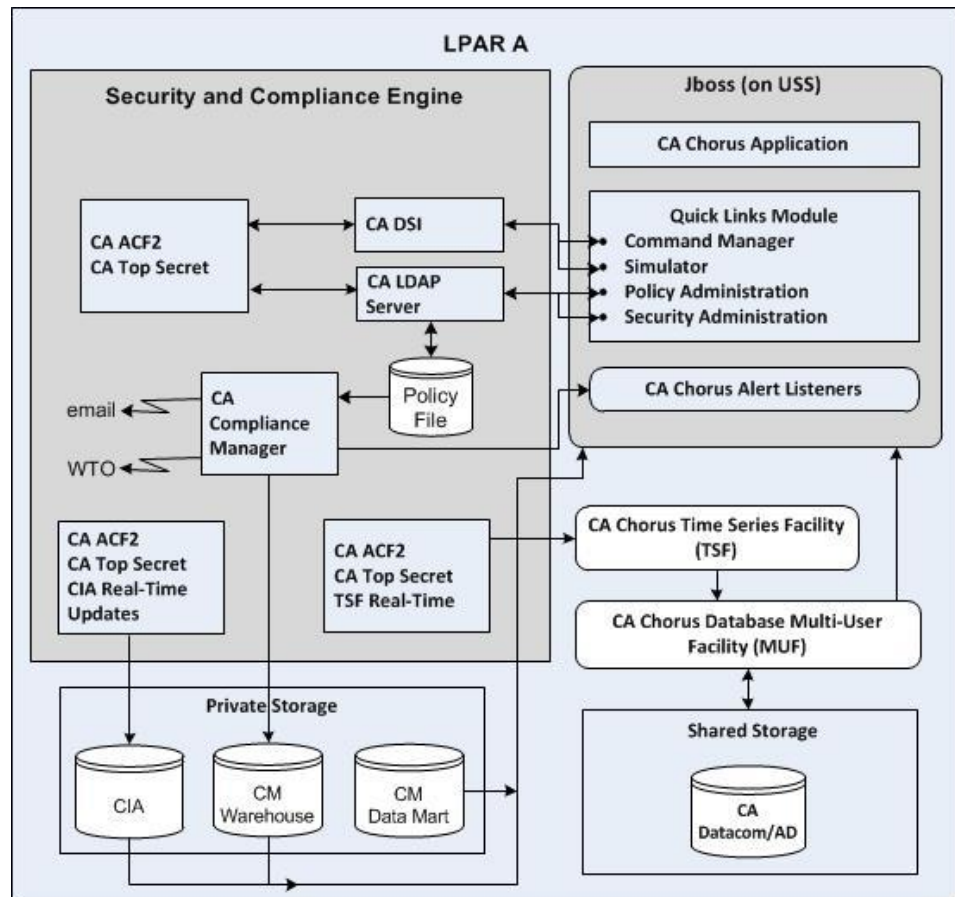 LPAR A
Security and Compliance Engine
CA ACF2
CA Top Secret
CA DSI
CA LDAP
Server
Policy
File
CA
Compliance
Manager
email
WTO
CA ACF2
CA Top Secret
CIA Real-Time
Updates
CA ACF2
CA Top Secret
TSF Real-Time
Jboss (on USS)
CA Chorus Application
Quick Links Module
Command Manager
Simulator
Policy Administration
Security Administration
CA Chorus Alert Listeners
CA Chorus Time Series Facility
(TSF)
CA Chorus Database Multi-User
Facility (MUF)
Private Storage
CIA
CM
Warehouse
CM
Data Mart
Shared Storage
CA
Datacom/AD